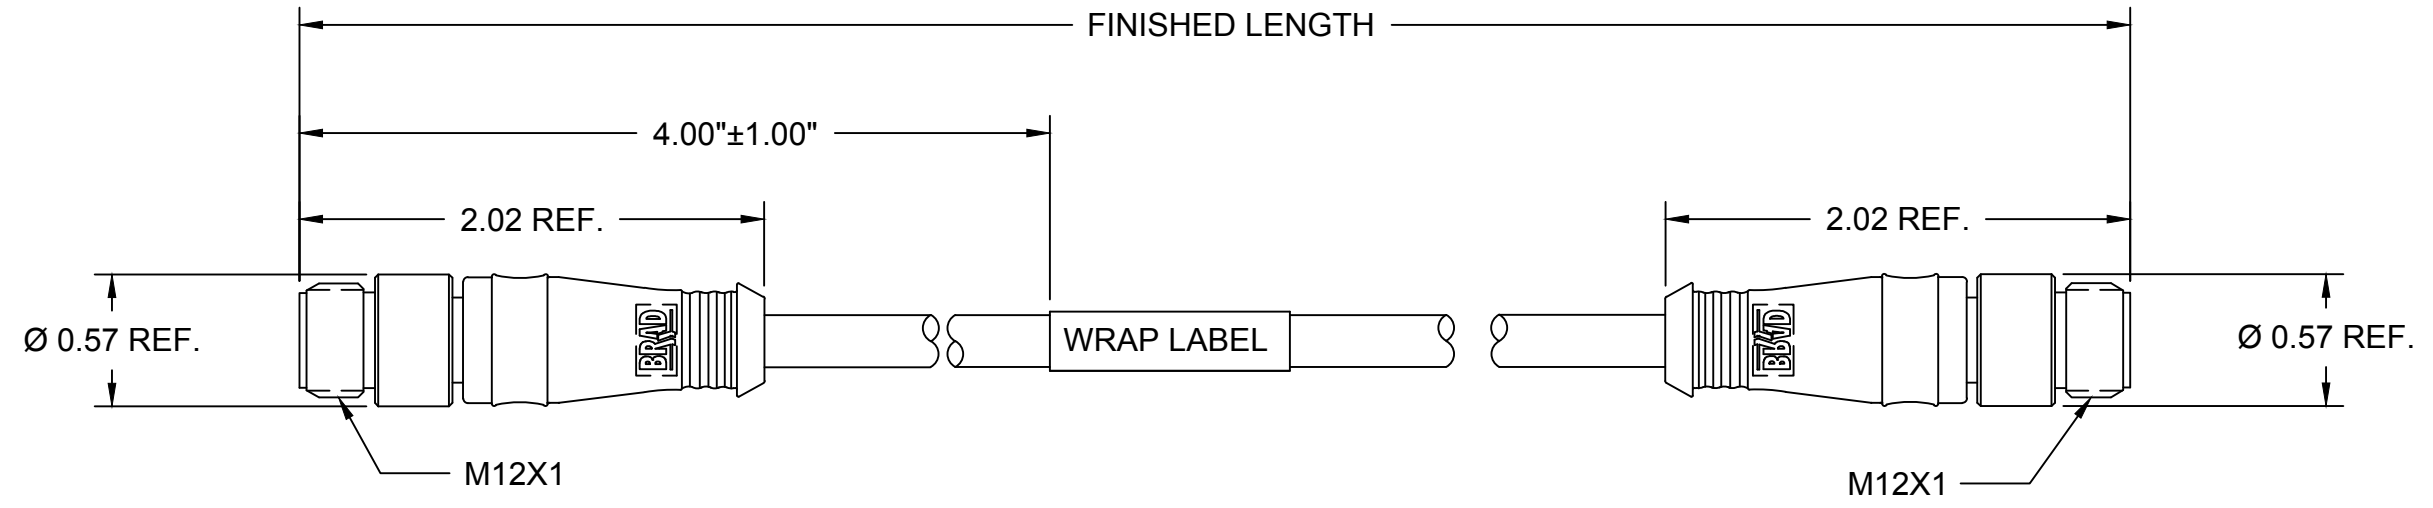 FINISHED LENGTH
4.00"±1.00"
2.02 REF.
2.02 REF.
Ø 0.57 REF.
BRAD
WRAP LABEL
BRAD
Ø 0.57 REF.
M12X1
M12X1